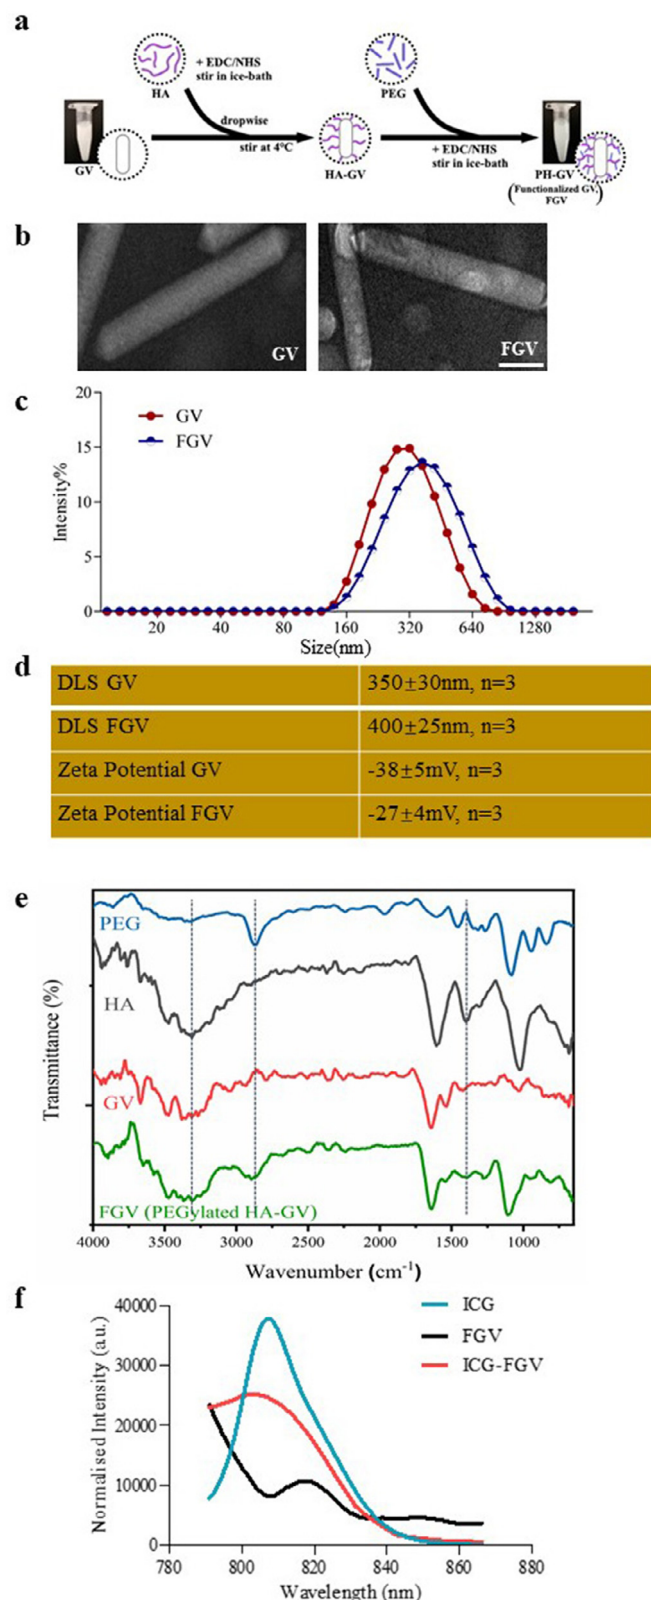 a
+ EDC/NHS
stir in ice-bath
HA
PEG
dropwise
stir at 4°C
GV
HA-GV
+ EDC/NHS
stir in ice-bath
PH-GV
(Functionalized GV,
FGV)
b
GV
FGV
c
GV
FGV
Intensity%
20
15
10
5
0
20 40 80 160 320 640 1280
Size(nm)
d
DLS GV 350±30nm, n=3
DLS FGV 400±25nm, n=3
Zeta Potential GV -38±5mV, n=3
Zeta Potential FGV -27±4mV, n=3
e
PEG
HA
GV
FGV (PEGylated HA-GV)
Transmittance (%)
4000 3500 3000 2500 2000 1500 1000
Wavenumber (cm⁻¹)
f
ICG
FGV
ICG-FGV
Normalised Intensity (a.u.)
40000
30000
20000
10000
0
780 800 820 840 860 880
Wavelength (nm)